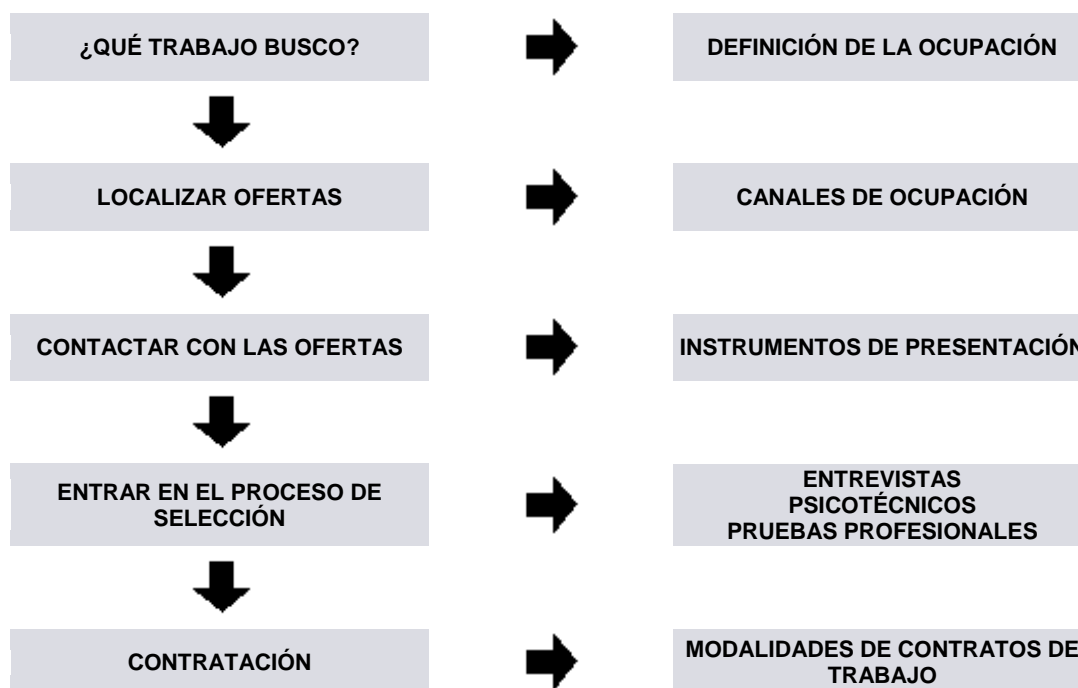 ¿QUÉ TRABAJO BUSCO?
DEFINICIÓN DE LA OCUPACIÓN
LOCALIZAR OFERTAS
CANALES DE OCUPACIÓN
CONTACTAR CON LAS OFERTAS
INSTRUMENTOS DE PRESENTACIÓN
ENTRAR EN EL PROCESO DE
SELECCIÓN
ENTREVISTAS
PSICOTÉCNICOS
PRUEBAS PROFESIONALES
CONTRATACIÓN
MODALIDADES DE CONTRATOS DE
TRABAJO